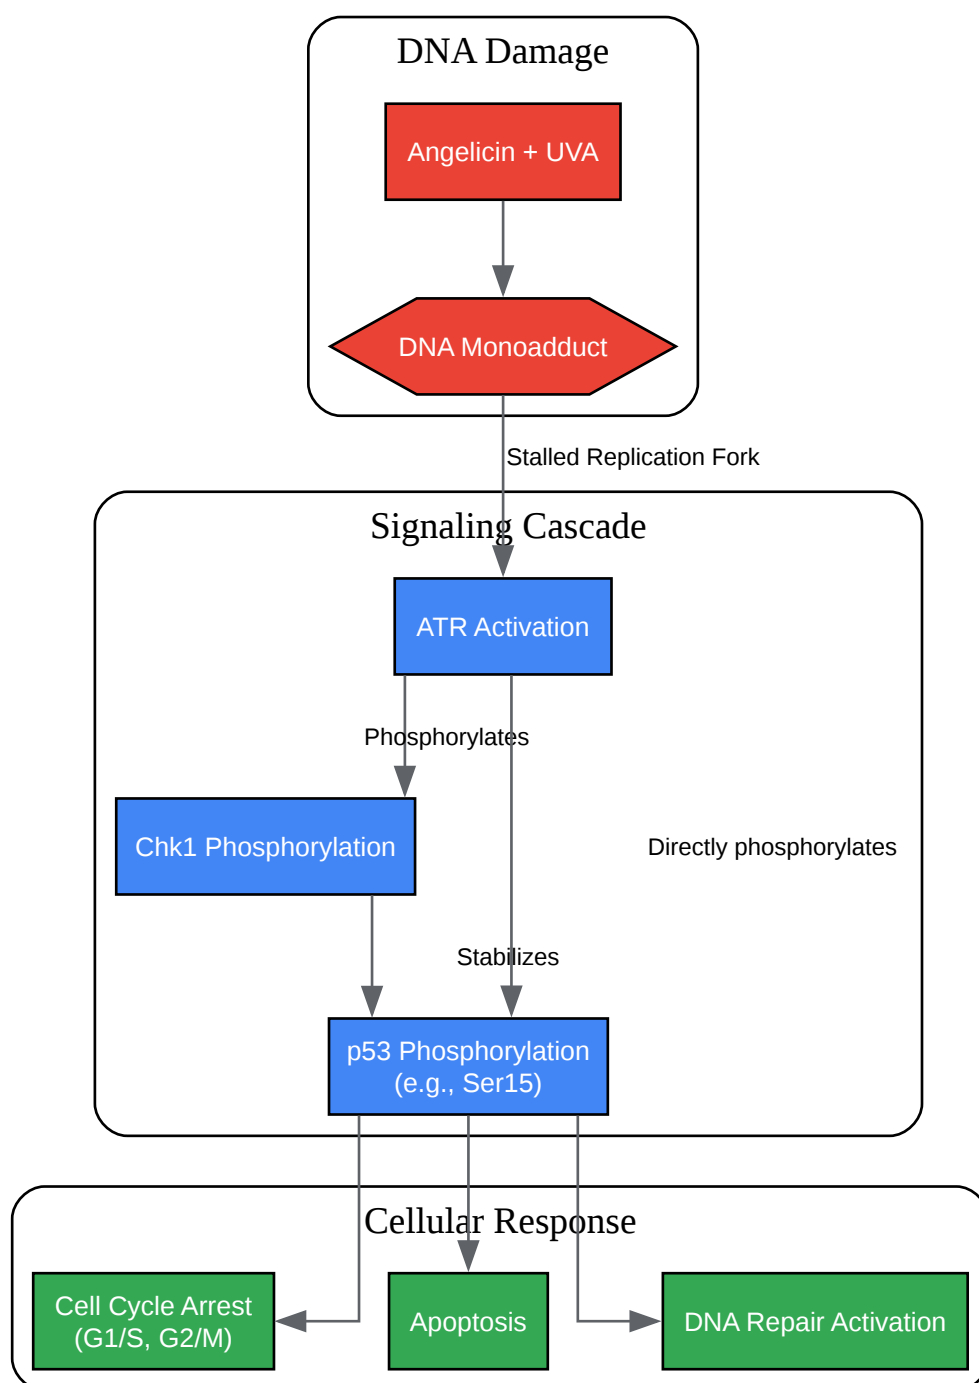 DNA Damage
Angelicin + UVA
DNA Monoadduct
Stalled Replication Fork
Signaling Cascade
ATR Activation
Phosphorylates
Chk1 Phosphorylation
Directly phosphorylates
Stabilizes
p53 Phosphorylation
(e.g., Ser15)
Cellular Response
Cell Cycle Arrest
(G1/S, G2/M)
Apoptosis
DNA Repair Activation